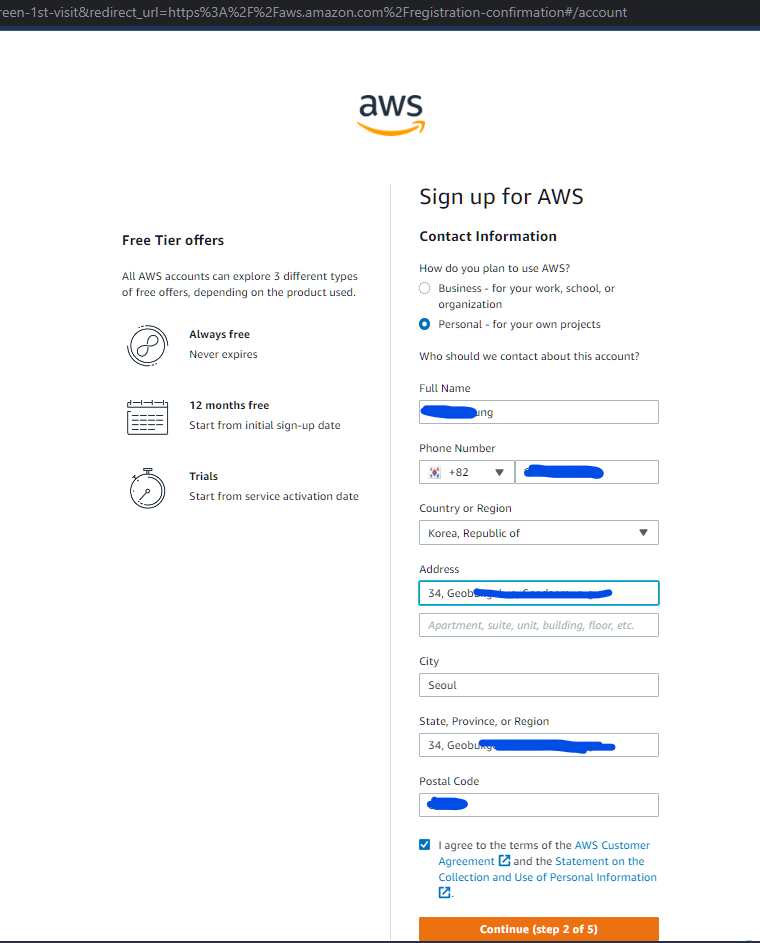 reen-1st-visit&redirect_url=https%3A%2F%2Faws.amazon.com%2Fregistration-confirmation#/account
aws
Sign up for AWS
Free Tier offers
All AWS accounts can explore 3 different types
of free offers, depending on the product used.
Always free
Never expires
12 months free
Start from initial sign-up date
Trials
Start from service activation date
Contact Information
How do you plan to use AWS?
Business - for your work, school, or
organization
Personal - for your own projects
Who should we contact about this account?
Full Name
ung
Phone Number
+82
Country or Region
Korea, Republic of
Address
34, Geob
Apartment, suite, unit, building, floor, etc.
City
Seoul
State, Province, or Region
34, Geobu
Postal Code
I agree to the terms of the AWS Customer
Agreement and the Statement on the
Collection and Use of Personal Information
.
Continue (step 2 of 5)